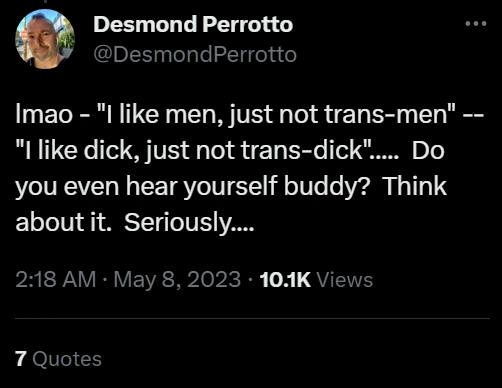 Desmond Perrotto
@DesmondPerrotto
lmao - "I like men, just not trans-men" --
"I like dick, just not trans-dick"..... Do
you even hear yourself buddy? Think
about it. Seriously....
2:18 AM · May 8, 2023 · 10.1K Views
7 Quotes